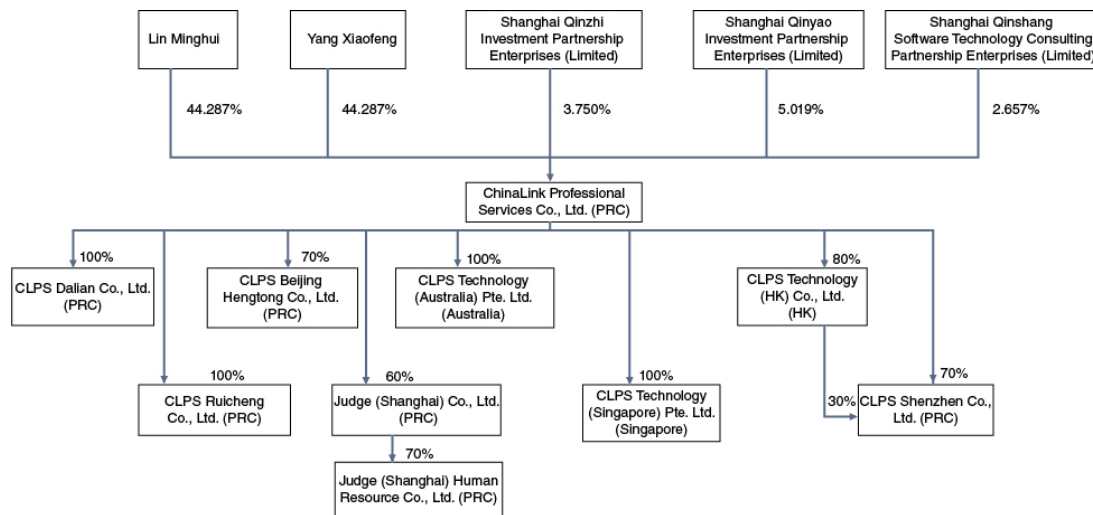 Lin Minghui
Yang Xiaofeng
Shanghai Qinzhi
Investment Partnership
Enterprises (Limited)
Shanghai Qinyao
Investment Partnership
Enterprises (Limited)
Shanghai Qinshang
Software Technology Consulting
Partnership Enterprises (Limited)
44.287%
44.287%
3.750%
5.019%
2.657%
ChinaLink Professional
Services Co., Ltd. (PRC)
100%
CLPS Dalian Co., Ltd.
(PRC)
70%
CLPS Beijing
Hengtong Co., Ltd.
(PRC)
100%
CLPS Technology
(Australia) Pte. Ltd.
(Australia)
80%
CLPS Technology
(HK) Co., Ltd.
(HK)
100%
CLPS Ruicheng
Co., Ltd. (PRC)
60%
Judge (Shanghai) Co., Ltd.
(PRC)
100%
CLPS Technology
(Singapore) Pte. Ltd.
(Singapore)
70%
30%
CLPS Shenzhen Co.,
Ltd. (PRC)
70%
Judge (Shanghai) Human
Resource Co., Ltd. (PRC)